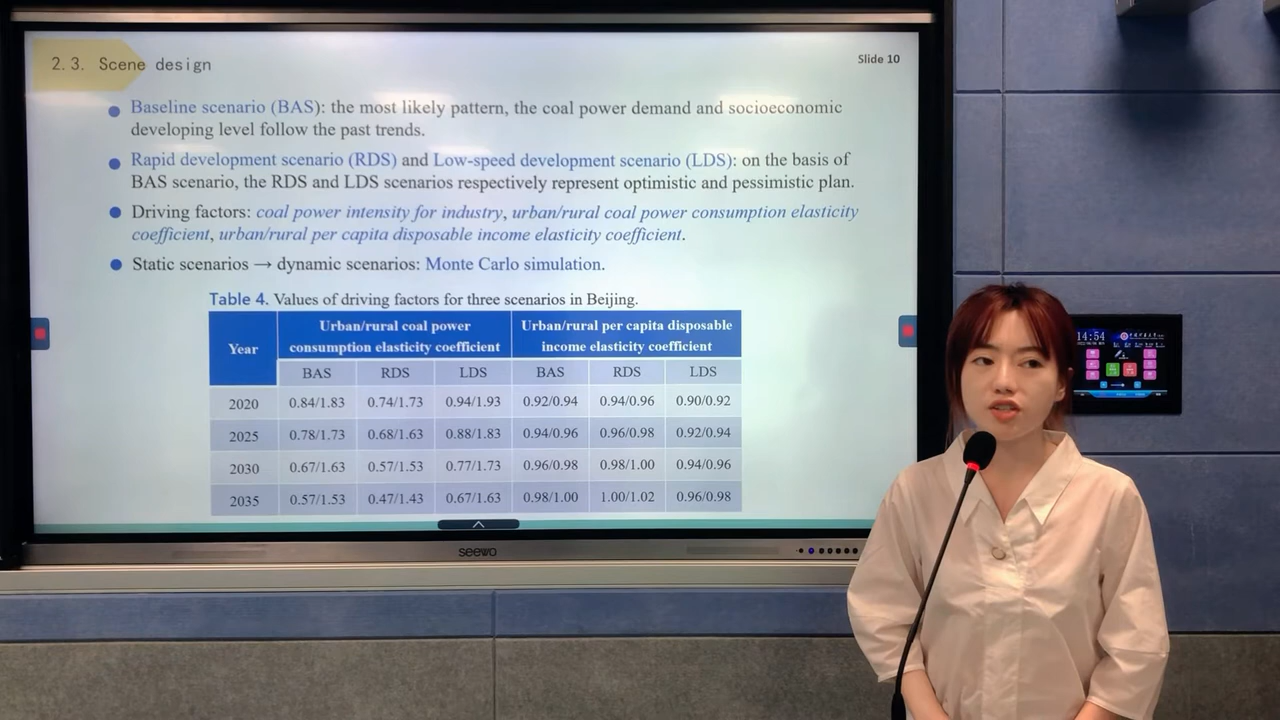 2.3. Scene design
Slide 10
Baseline scenario (BAS): the most likely pattern, the coal power demand and socioeconomic
developing level follow the past trends.
Rapid development scenario (RDS) and Low-speed development scenario (LDS): on the basis of
BAS scenario, the RDS and LDS scenarios respectively represent optimistic and pessimistic plan.
Driving factors: coal power intensity for industry, urban/rural coal power consumption elasticity
coefficient, urban/rural per capita disposable income elasticity coefficient.
Static scenarios → dynamic scenarios: Monte Carlo simulation.
Table 4. Values of driving factors for three scenarios in Beijing.
Year
Urban/rural coal power
consumption elasticity coefficient
Urban/rural per capita disposable
income elasticity coefficient
BAS RDS LDS BAS RDS LDS
2020 0.84/1.83 0.74/1.73 0.94/1.93 0.92/0.94 0.94/0.96 0.90/0.92
2025 0.78/1.73 0.68/1.63 0.88/1.83 0.94/0.96 0.96/0.98 0.92/0.94
2030 0.67/1.63 0.57/1.53 0.77/1.73 0.96/0.98 0.98/1.00 0.94/0.96
2035 0.57/1.53 0.47/1.43 0.67/1.63 0.98/1.00 1.00/1.02 0.96/0.98
seewo
14:54